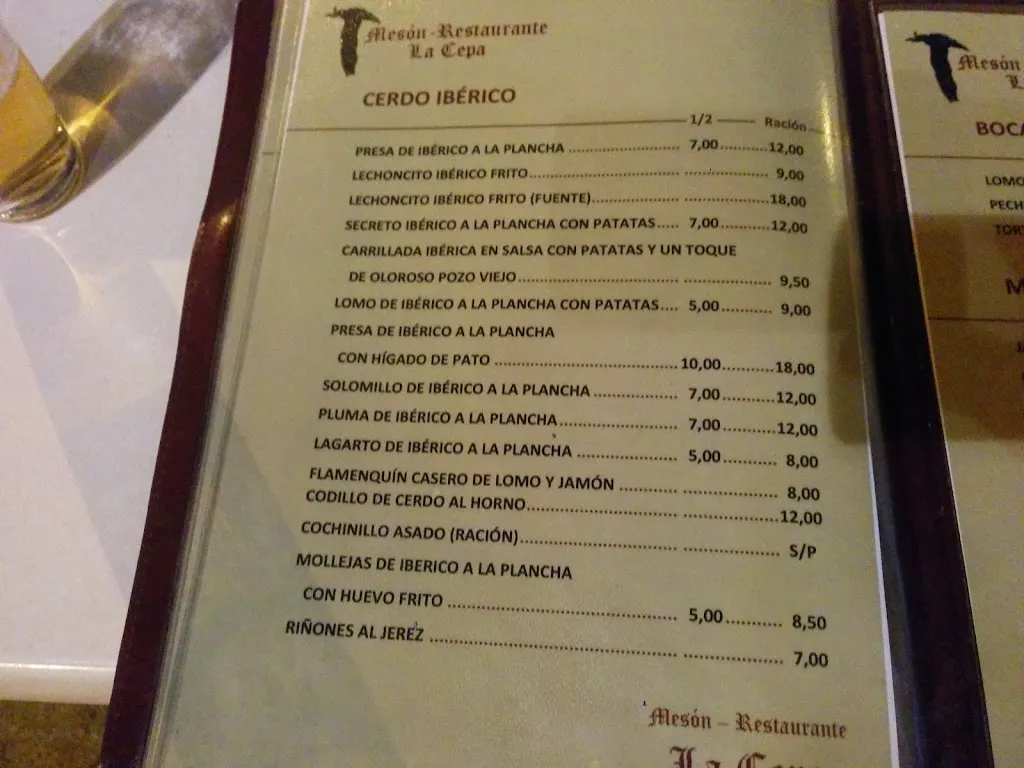 Mesón-Restaurante
La Cepa
CERDO IBÉRICO
1/2 Ración
PRESA DE IBÉRICO A LA PLANCHA 7,00 12,00
LECHONCITO IBÉRICO FRITO 9,00
LECHONCITO IBÉRICO FRITO (FUENTE) 18,00
SECRETO IBÉRICO A LA PLANCHA CON PATATAS 7,00 12,00
CARRILLADA IBÉRICA EN SALSA CON PATATAS Y UN TOQUE
DE OLOROSO POZO VIEJO 9,50
LOMO DE IBÉRICO A LA PLANCHA CON PATATAS 5,00 9,00
PRESA DE IBÉRICO A LA PLANCHA
CON HÍGADO DE PATO 10,00 18,00
SOLOMILLO DE IBÉRICO A LA PLANCHA 7,00 12,00
PLUMA DE IBÉRICO A LA PLANCHA 7,00 12,00
LAGARTO DE IBÉRICO A LA PLANCHA 5,00 8,00
FLAMENQUÍN CASERO DE LOMO Y JAMÓN 8,00
CODILLO DE CERDO AL HORNO 12,00
COCHINILLO ASADO (RACIÓN) S/P
MOLLEJAS DE IBERICO A LA PLANCHA
CON HUEVO FRITO 5,00 8,50
RIÑONES AL JEREZ 7,00
Mesón - Restaurante
La Cepa
Mesón
BOCA
LOMO
PECH
TORT